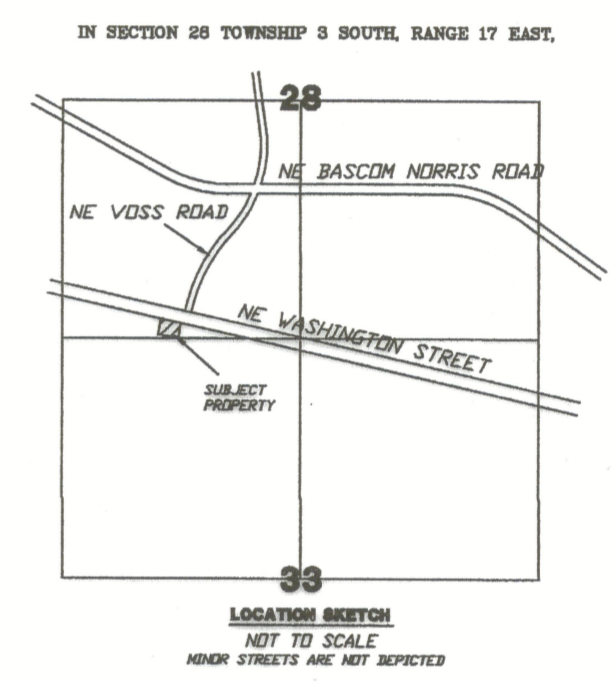 IN SECTION 28 TOWNSHIP 3 SOUTH, RANGE 17 EAST,
28
NE BASCOM NORRIS ROAD
NE VOSS ROAD
NE WASHINGTON STREET
SUBJECT
PROPERTY
33
LOCATION SKETCH
NOT TO SCALE
MINOR STREETS ARE NOT DEPICTED